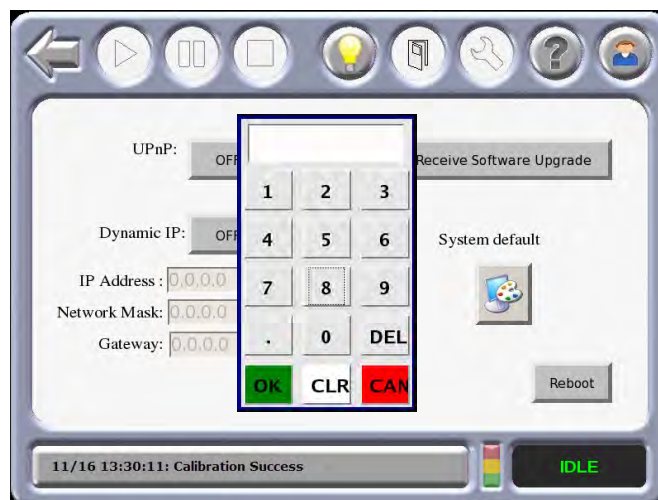 UPnP:
OFF
Receive Software Upgrade
1 2 3
Dynamic IP:
OFF
4 5 6
System default
IP Address :
0.0.0.0
7 8 9
Network Mask:
0.0.0.0
Gateway:
0.0.0.0
. 0 DEL
OK CLR CAN
Reboot
11/16 13:30:11: Calibration Success
IDLE